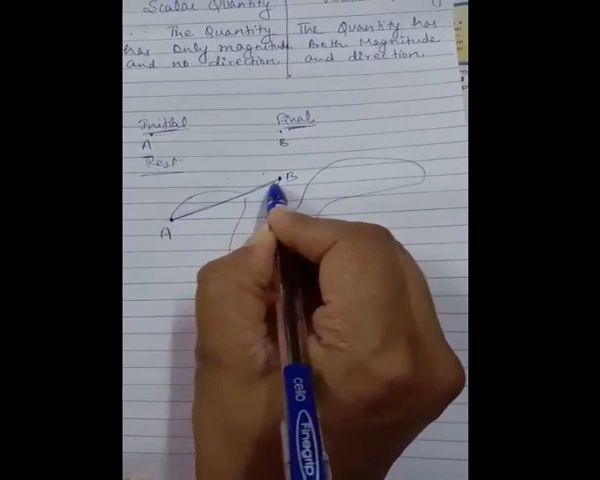 Scalar Quantity
The Quantity has
The Quantity
has Only magnitude
Both Magnitude
and no direction
and direction.
Initial
Final
A
B
Rest
B
A
cello
Finegrip